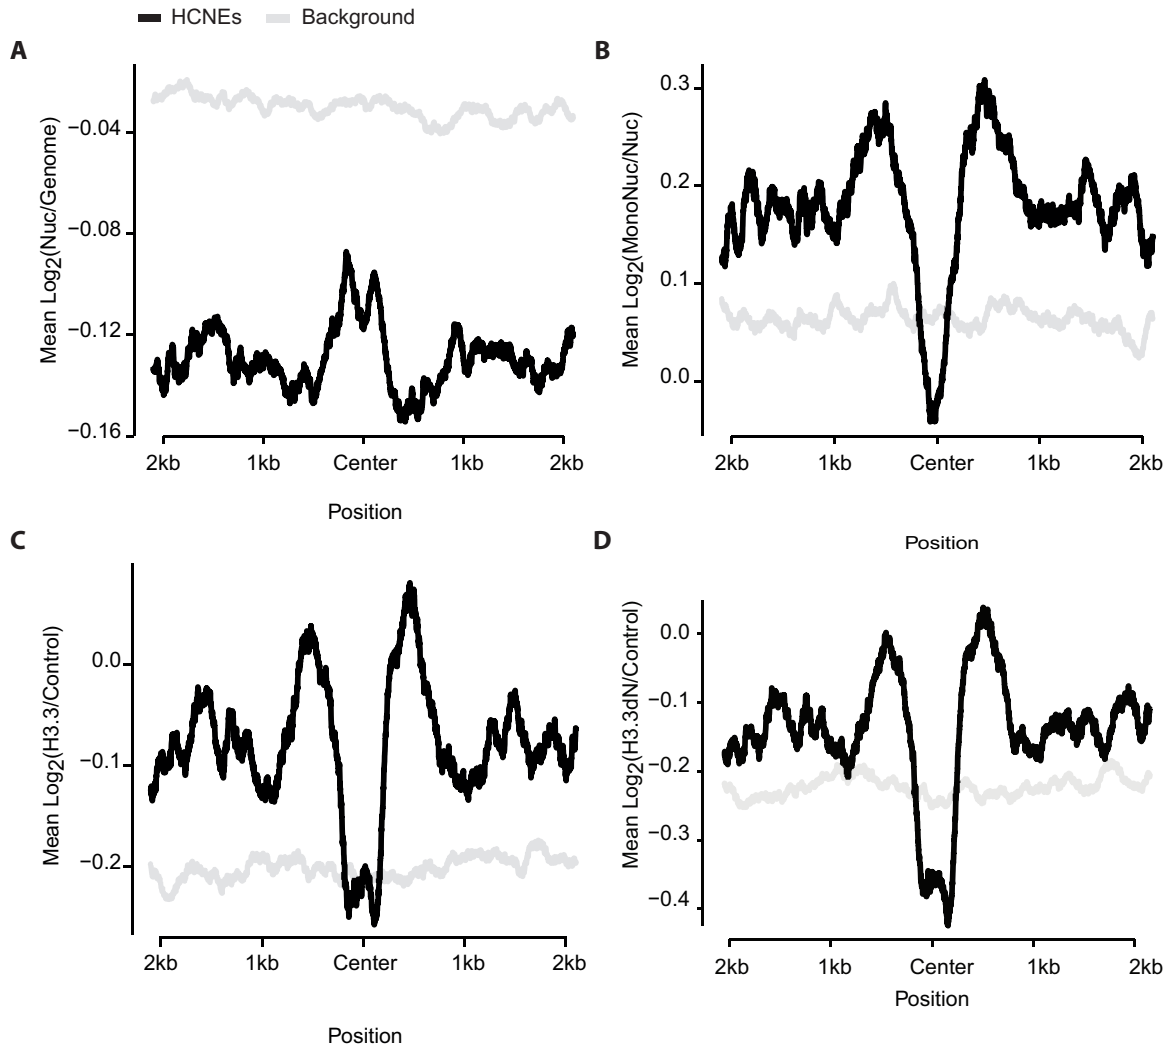 HCNEs Background
A
Mean Log2(Nuc/Genome)
−0.04
−0.08
−0.12
−0.16
2kb 1kb Center 1kb 2kb
Position
B
Mean Log2(MonoNuc/Nuc)
0.3
0.2
0.1
0.0
2kb 1kb Center 1kb 2kb
Position
C
Mean Log2(H3.3/Control)
0.0
−0.1
−0.2
2kb 1kb Center 1kb 2kb
Position
D
Mean Log2(H3.3dN/Control)
0.0
−0.1
−0.2
−0.3
−0.4
2kb 1kb Center 1kb 2kb
Position